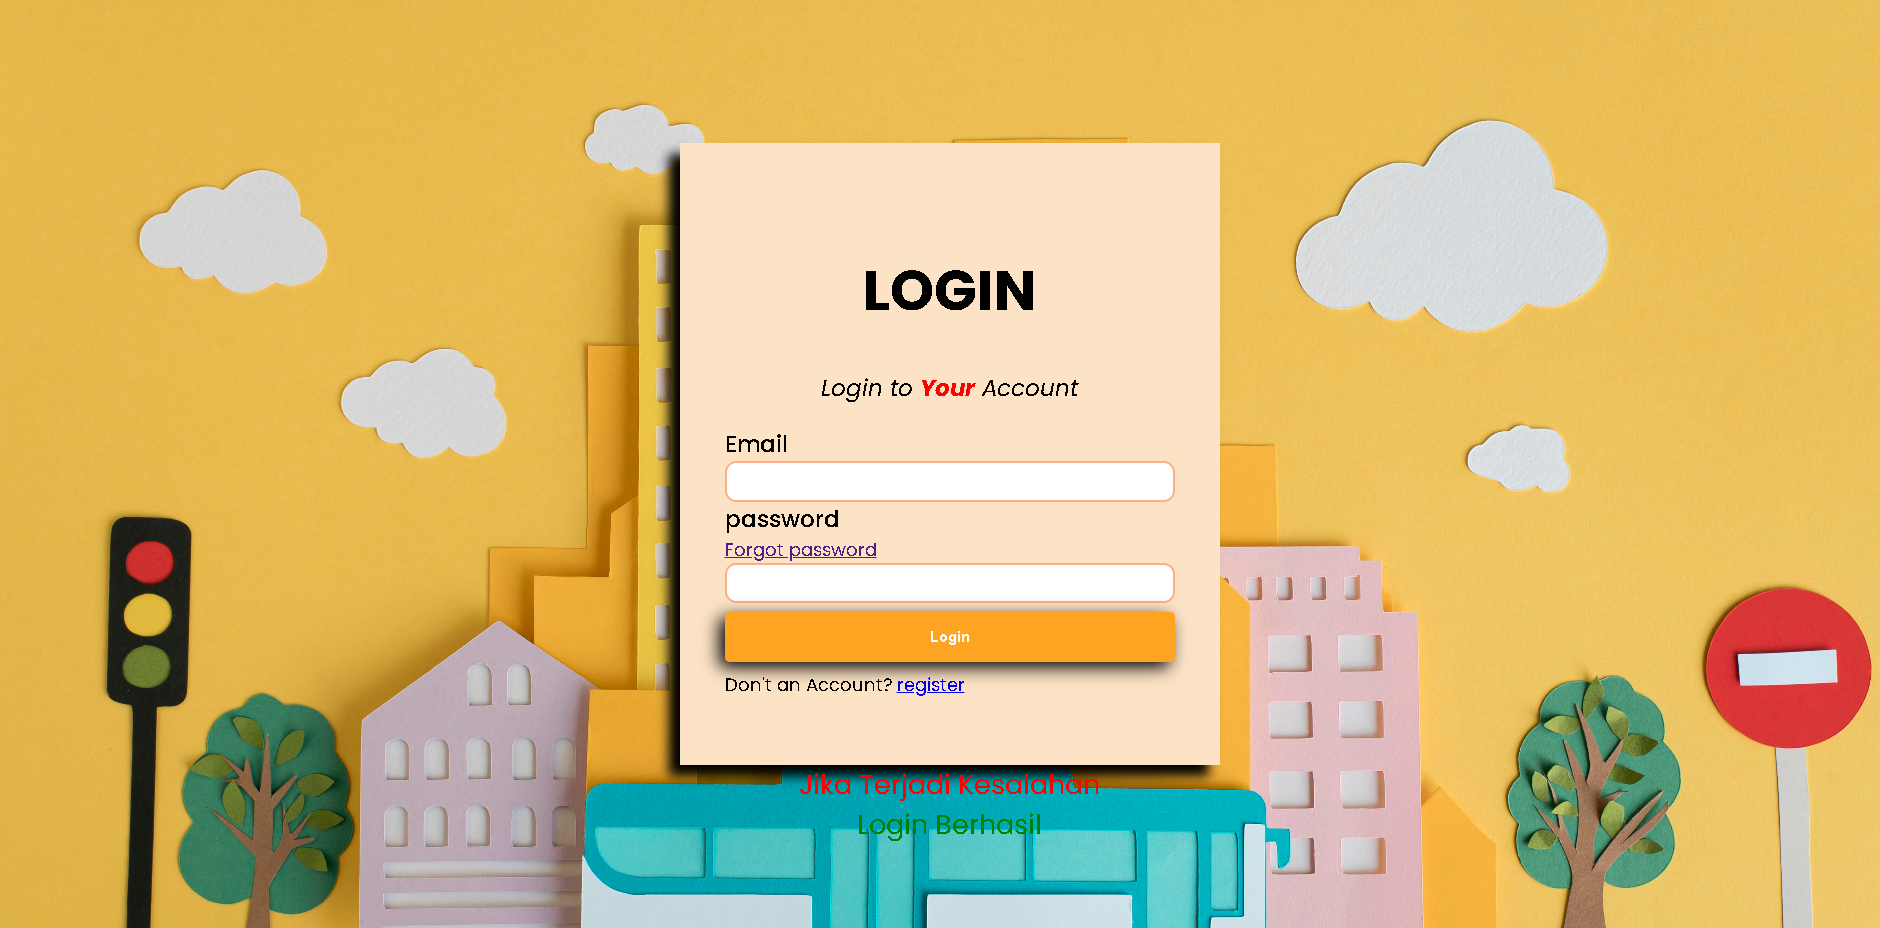 LOGIN
Login to Your Account
Email
password
Forgot password
Login
Don't an Account? register
Jika Terjadi Kesalahan
Login Berhasil